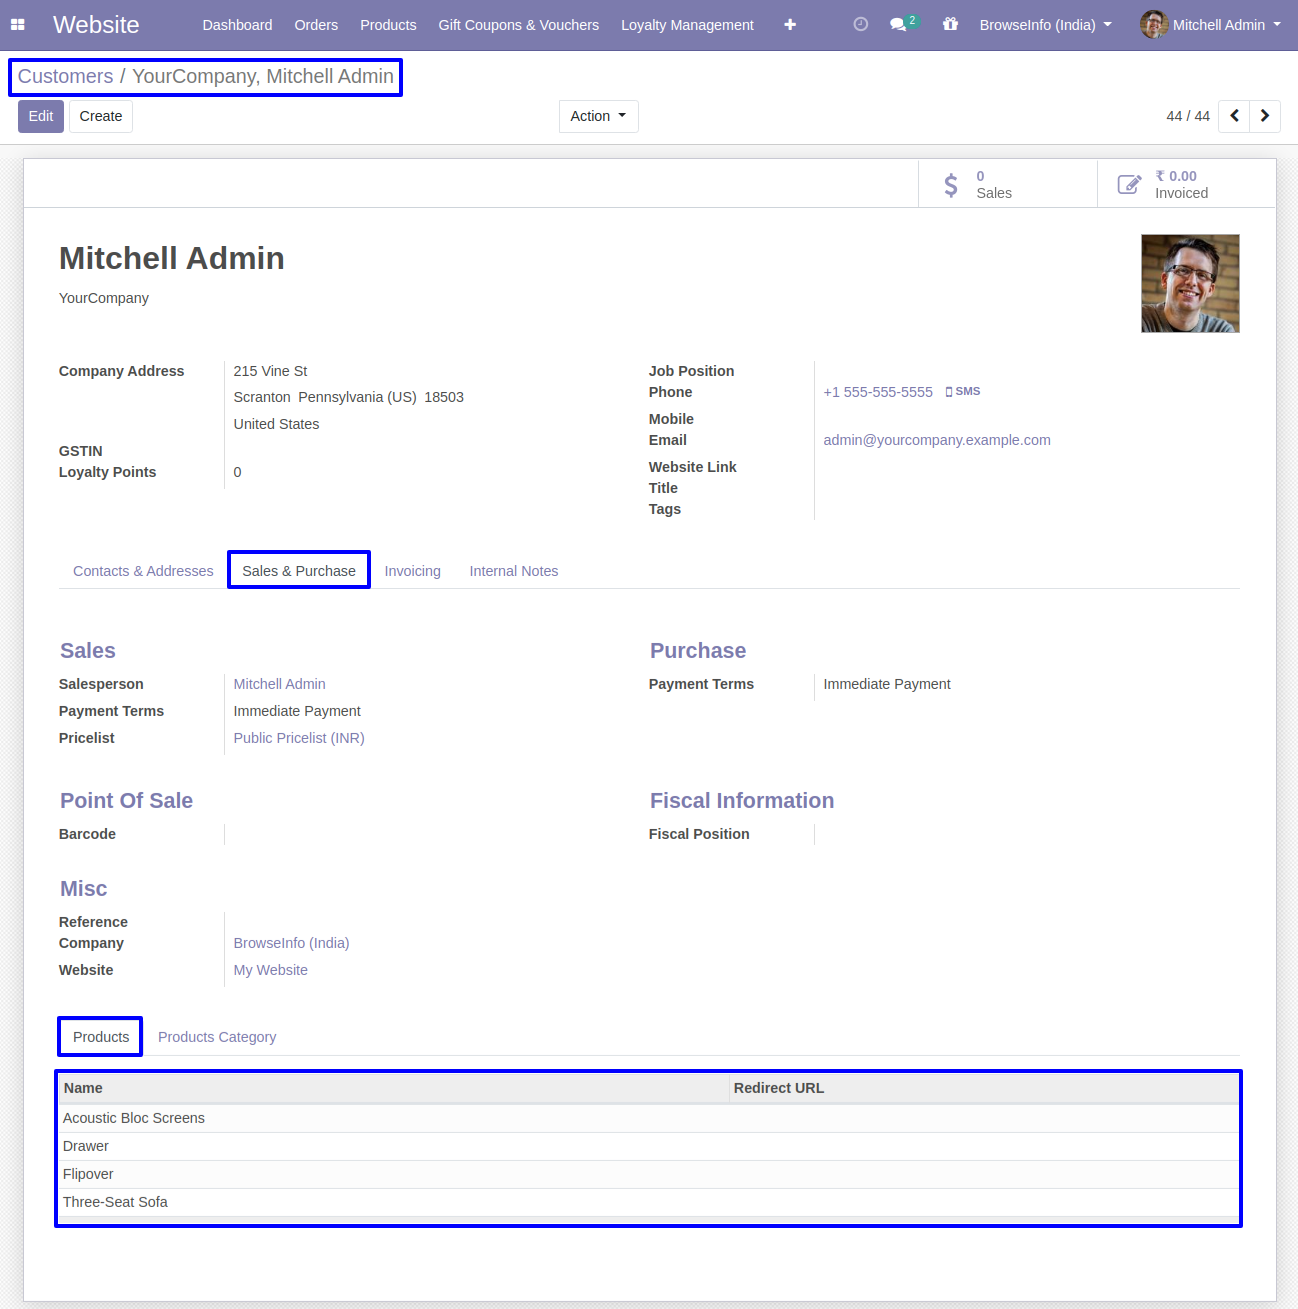 Website Dashboard Orders Products Gift Coupons & Vouchers Loyalty Management 2 BrowseInfo (India) Mitchell Admin
Customers / YourCompany, Mitchell Admin
Edit Create Action 44 / 44
0
Sales
₹ 0.00
Invoiced
Mitchell Admin
YourCompany
Company Address 215 Vine St
Scranton Pennsylvania (US) 18503
United States
GSTIN
Loyalty Points 0
Job Position
Phone +1 555-555-5555 SMS
Mobile
Email admin@yourcompany.example.com
Website Link
Title
Tags
Contacts & Addresses Sales & Purchase Invoicing Internal Notes
Sales
Salesperson Mitchell Admin
Payment Terms Immediate Payment
Pricelist Public Pricelist (INR)
Purchase
Payment Terms Immediate Payment
Point Of Sale
Barcode
Fiscal Information
Fiscal Position
Misc
Reference
Company BrowseInfo (India)
Website My Website
Products Products Category
Name Redirect URL
Acoustic Bloc Screens
Drawer
Flipover
Three-Seat Sofa